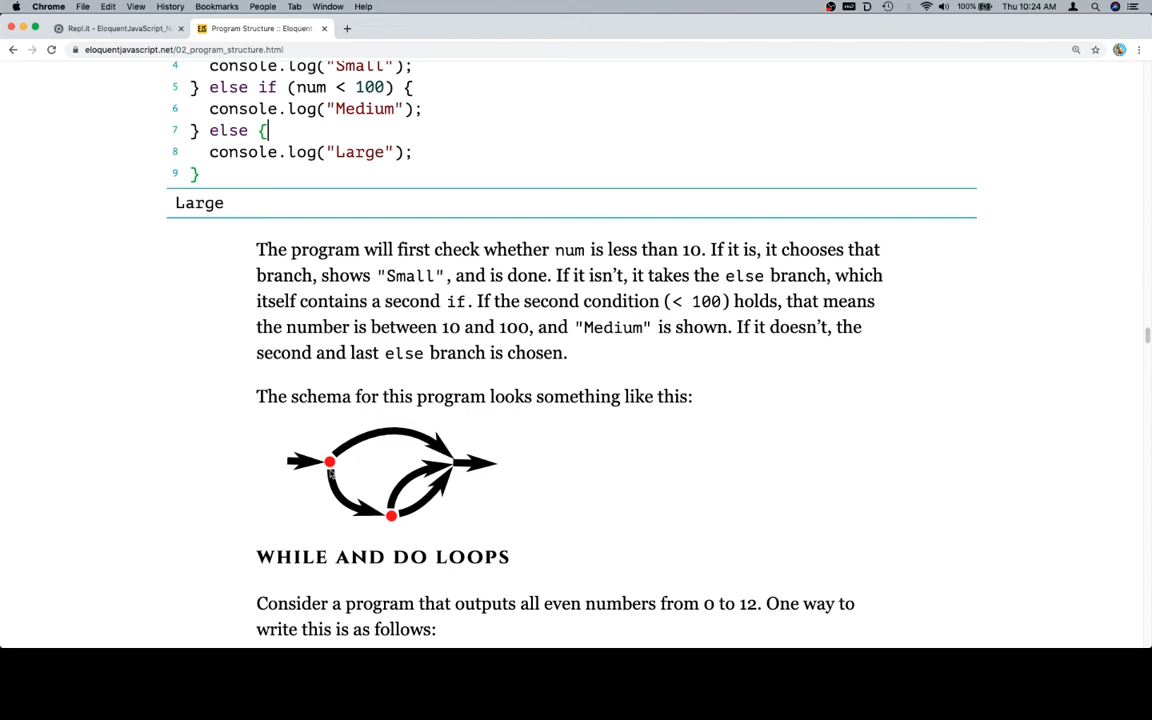 Chrome File Edit View History Bookmarks People Tab Window Help 100% Thu 10:24 AM
Repl.it - EloquentJavaScript_N Program Structure :: Eloquent
eloquentjavascript.net/02_program_structure.html
4 console.log("Small");
5 } else if (num < 100) {
6 console.log("Medium");
7 } else {
8 console.log("Large");
9 }
Large
The program will first check whether num is less than 10. If it is, it chooses that
branch, shows "Small", and is done. If it isn’t, it takes the else branch, which
itself contains a second if. If the second condition (< 100) holds, that means
the number is between 10 and 100, and "Medium" is shown. If it doesn’t, the
second and last else branch is chosen.
The schema for this program looks something like this:
WHILE AND DO LOOPS
Consider a program that outputs all even numbers from 0 to 12. One way to
write this is as follows: